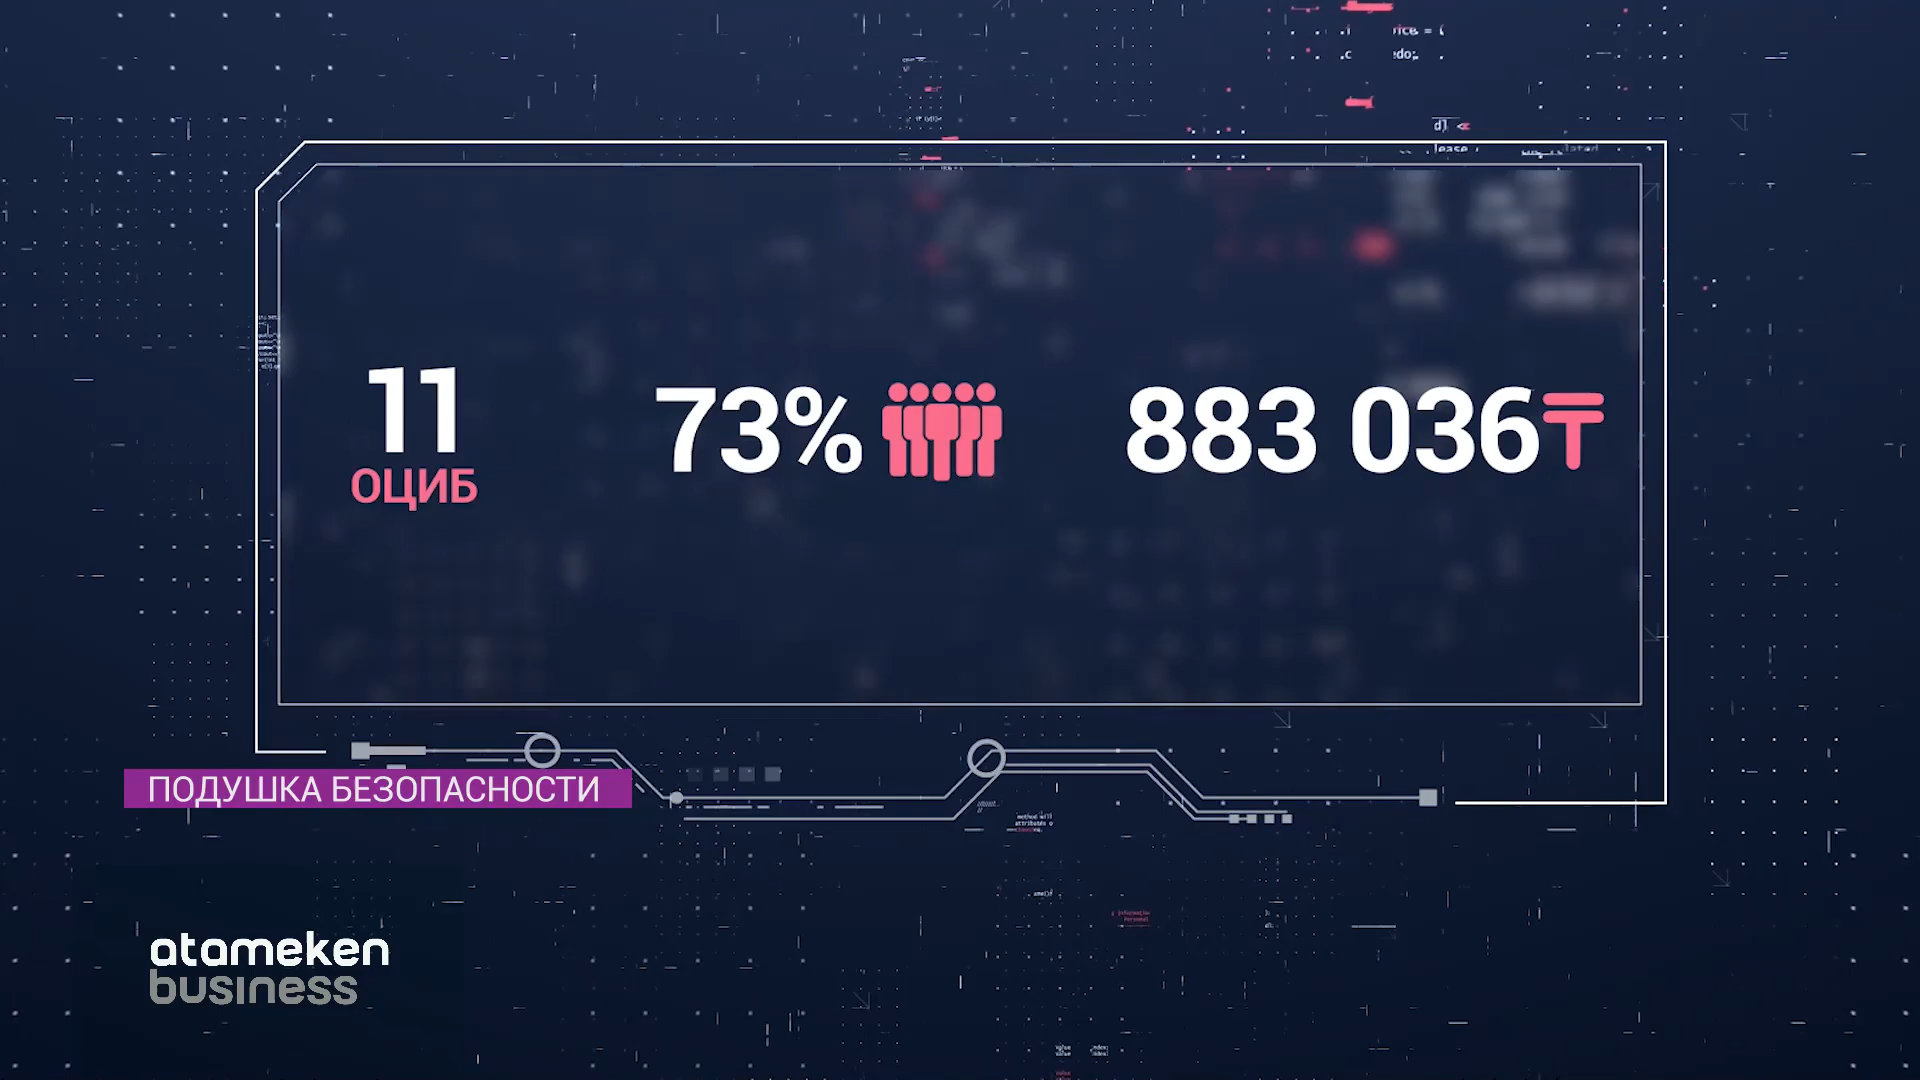 11
ОЦИБ
73%
883 036₸
ПОДУШКА БЕЗОПАСНОСТИ
atameken
business